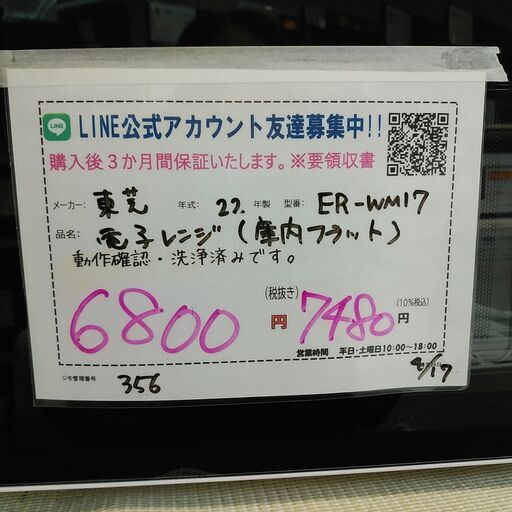 LINE LINE公式アカウント友達募集中!!
購入後３か月間保証いたします。※要領収書
メーカー: 東芝 年式: 22. 年製 型番: ER-WM17
品名: 電子レンジ(庫内フラット)
動作確認・洗浄済みです。
6800 (税抜き) 円 7480 (10%税込) 円
営業時間 平日・土曜日10:00〜18:00
ジモ管理番号 356